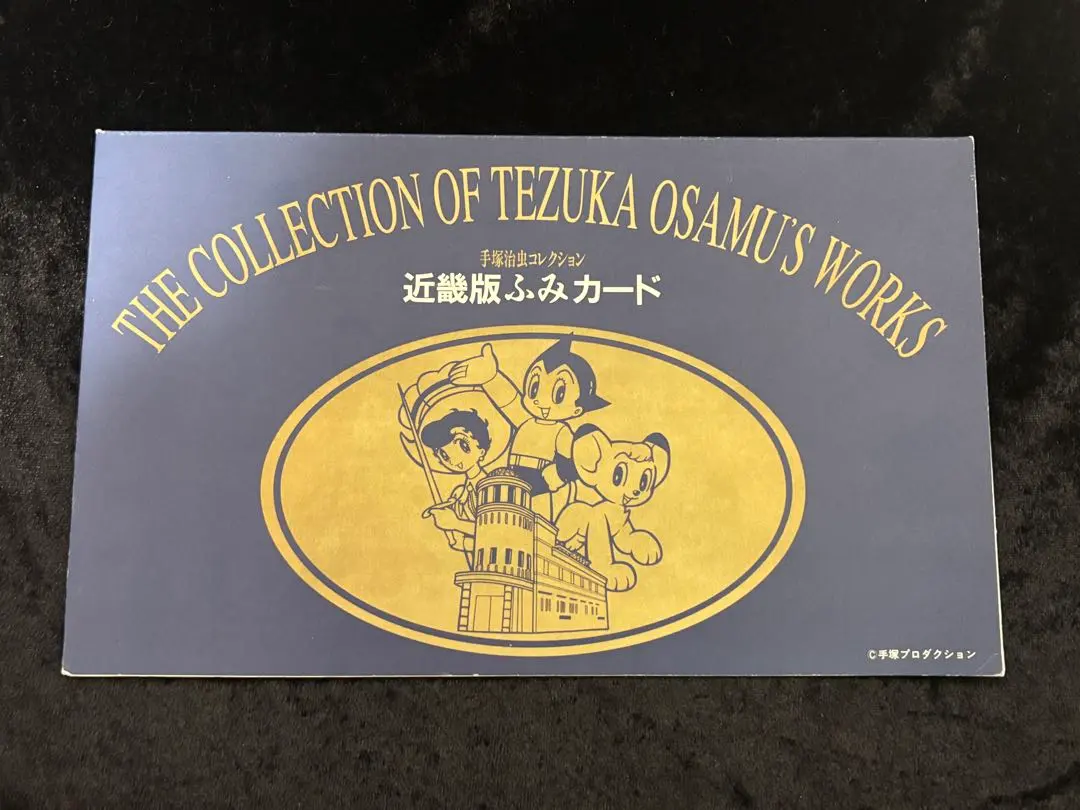 THE COLLECTION OF TEZUKA OSAMU'S WORKS
手塚治虫コレクション
近畿版ふみカード
©手塚プロダクション